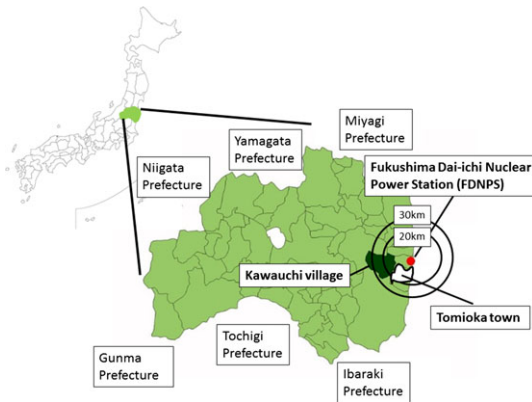 Miyagi
Prefecture
Yamagata
Prefecture
Niigata
Prefecture
Fukushima Dai-ichi Nuclear
Power Station (FDNPS)
30km
20km
Kawauchi village
Tomioka town
Tochigi
Prefecture
Gunma
Prefecture
Ibaraki
Prefecture